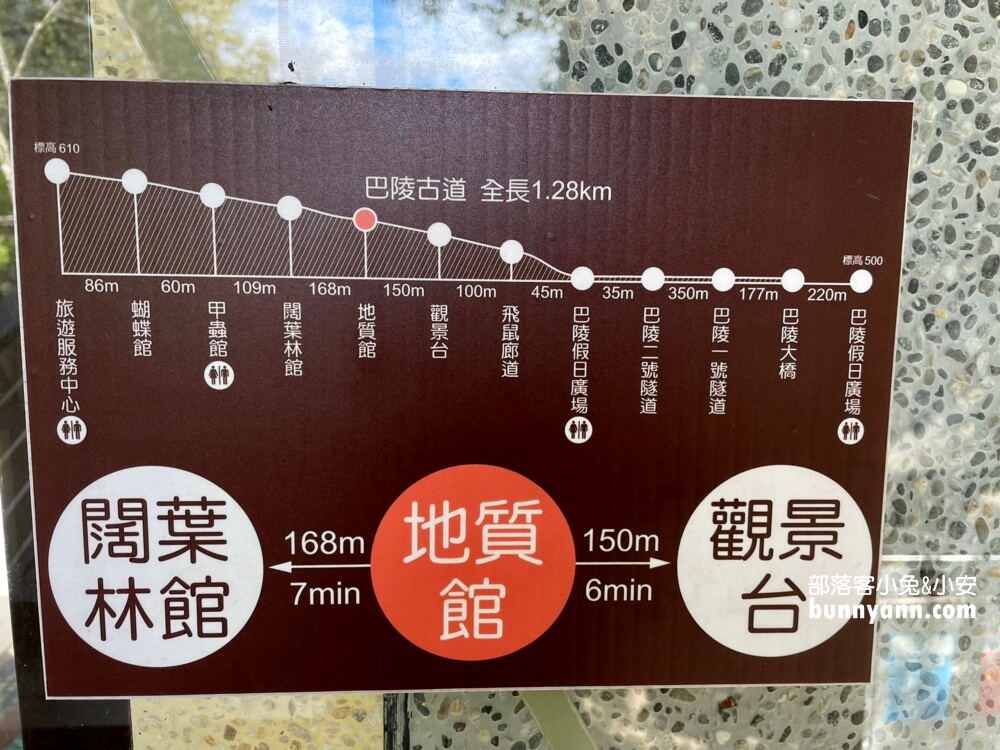 標高 610
巴陵古道 全長1.28km
標高 500
86m 60m 109m 168m 150m 100m 45m 35m 350m 177m 220m
旅遊服務中心
蝴蝶館
甲蟲館
闊葉林館
地質館
觀景台
飛鼠廊道
巴陵假日廣場
巴陵二號隧道
巴陵一號隧道
巴陵大橋
巴陵假日廣場
闊葉
林館
168m
7min
地質
館
150m
6min
觀景
台
部落客小兔&小安
bunnyann.com